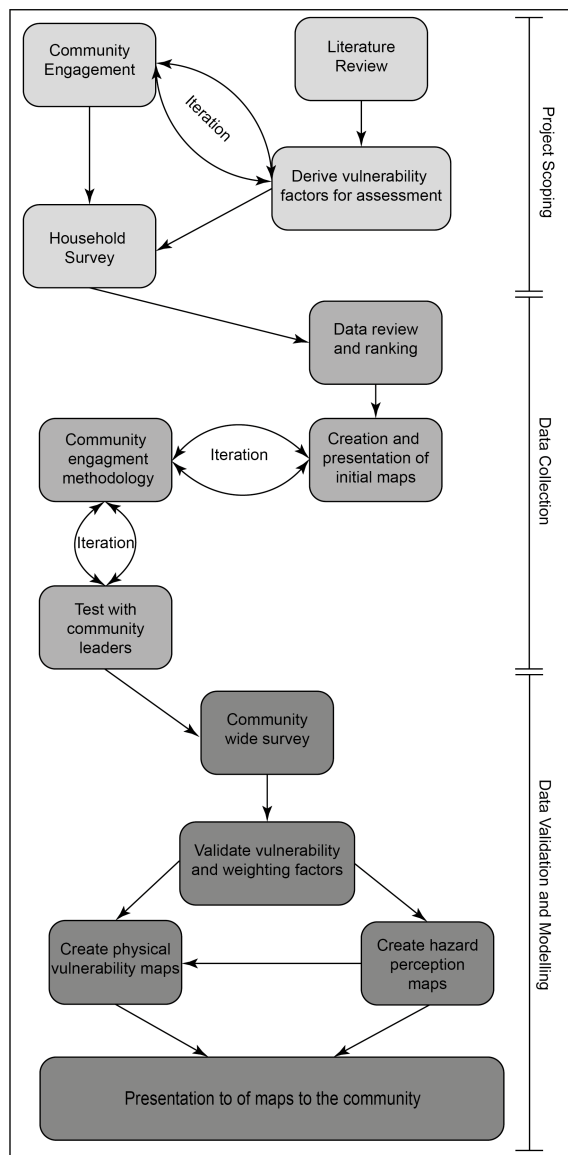 Community
Engagement
Literature
Review
Iteration
Derive vulnerability
factors for assessment
Household
Survey
Project Scoping
Data review
and ranking
Community
engagment
methodology
Iteration
Creation and
presentation of
initial maps
Iteration
Test with
community
leaders
Data Collection
Community
wide survey
Validate vulnerability
and weighting factors
Create physical
vulnerability maps
Create hazard
perception
maps
Presentation to of maps to the community
Data Validation and Modelling